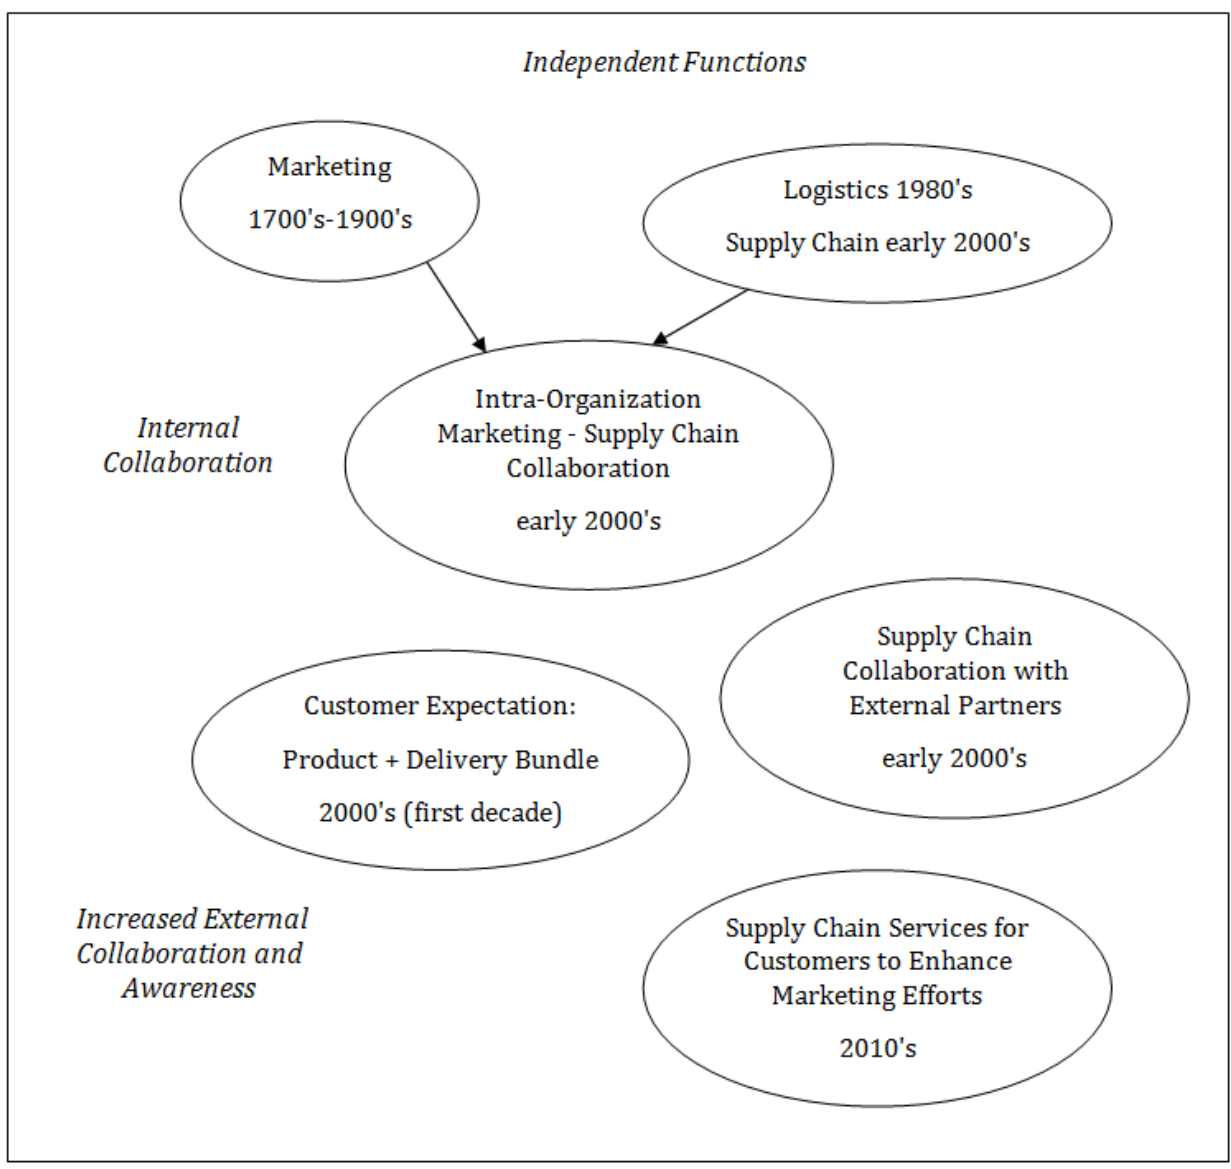 Independent Functions
Marketing
1700's-1900's
Logistics 1980's
Supply Chain early 2000's
Internal
Collaboration
Intra-Organization
Marketing - Supply Chain
Collaboration
early 2000's
Supply Chain
Collaboration with
External Partners
early 2000's
Customer Expectation:
Product + Delivery Bundle
2000's (first decade)
Increased External
Collaboration and
Awareness
Supply Chain Services for
Customers to Enhance
Marketing Efforts
2010's